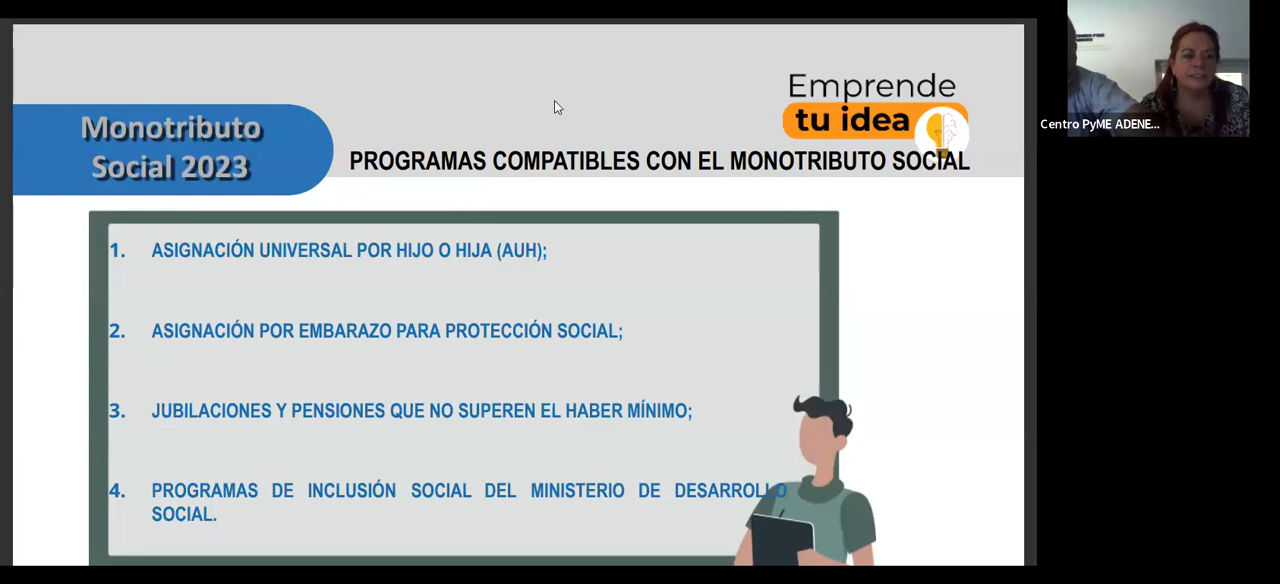 Emprende
tu idea
Monotributo
Social 2023
PROGRAMAS COMPATIBLES CON EL MONOTRIBUTO SOCIAL
1. ASIGNACIÓN UNIVERSAL POR HIJO O HIJA (AUH);
2. ASIGNACIÓN POR EMBARAZO PARA PROTECCIÓN SOCIAL;
3. JUBILACIONES Y PENSIONES QUE NO SUPEREN EL HABER MÍNIMO;
4. PROGRAMAS DE INCLUSIÓN SOCIAL DEL MINISTERIO DE DESARROLLO
SOCIAL.
Centro PyME ADENE...